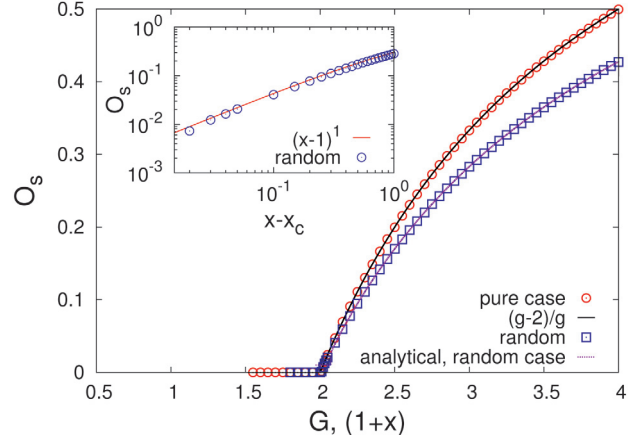 0.5
0.4
0.3
0.2
0.1
0
O_s
10^0
10^-1
10^-2
10^-3
O_s
(x-1)^1
random
10^-1
10^0
x-x_c
pure case
(g-2)/g
random
analytical, random case
0.5
1
1.5
2
2.5
3
3.5
4
G, (1+x)